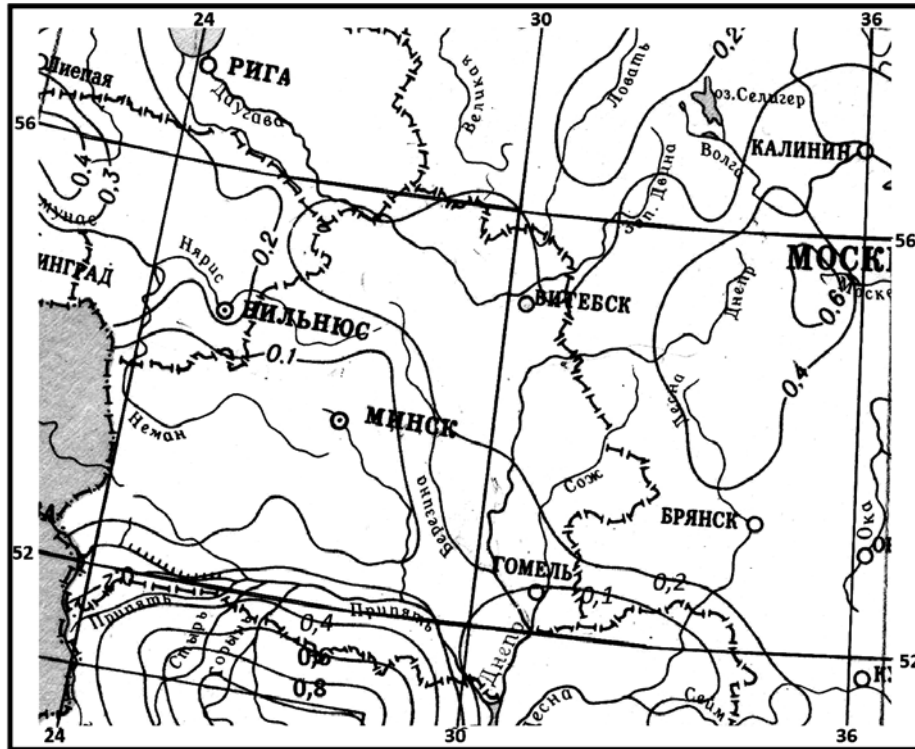 24
30
36
Лиепая
РИГА
Даугава
Великая
Ловать
0,2
оз.Селигер
Волга
КАЛИНИН
56
0,4
0,3
0,2
Зап. Двина
56
МОСК
Нярис
ИНГРАД
ВИЛЬНЮС
ВИТЕБСК
Днепр
0,6
0.1
0,4
Десна
Неман
МИНСК
Березина
Сож
БРЯНСК
Ока
52
ГОМЕЛЬ
0,1
0,2
Припять
Стырь
Горынь
0,4
Припять
Днепр
52
0,8
Сейм
24
30
36